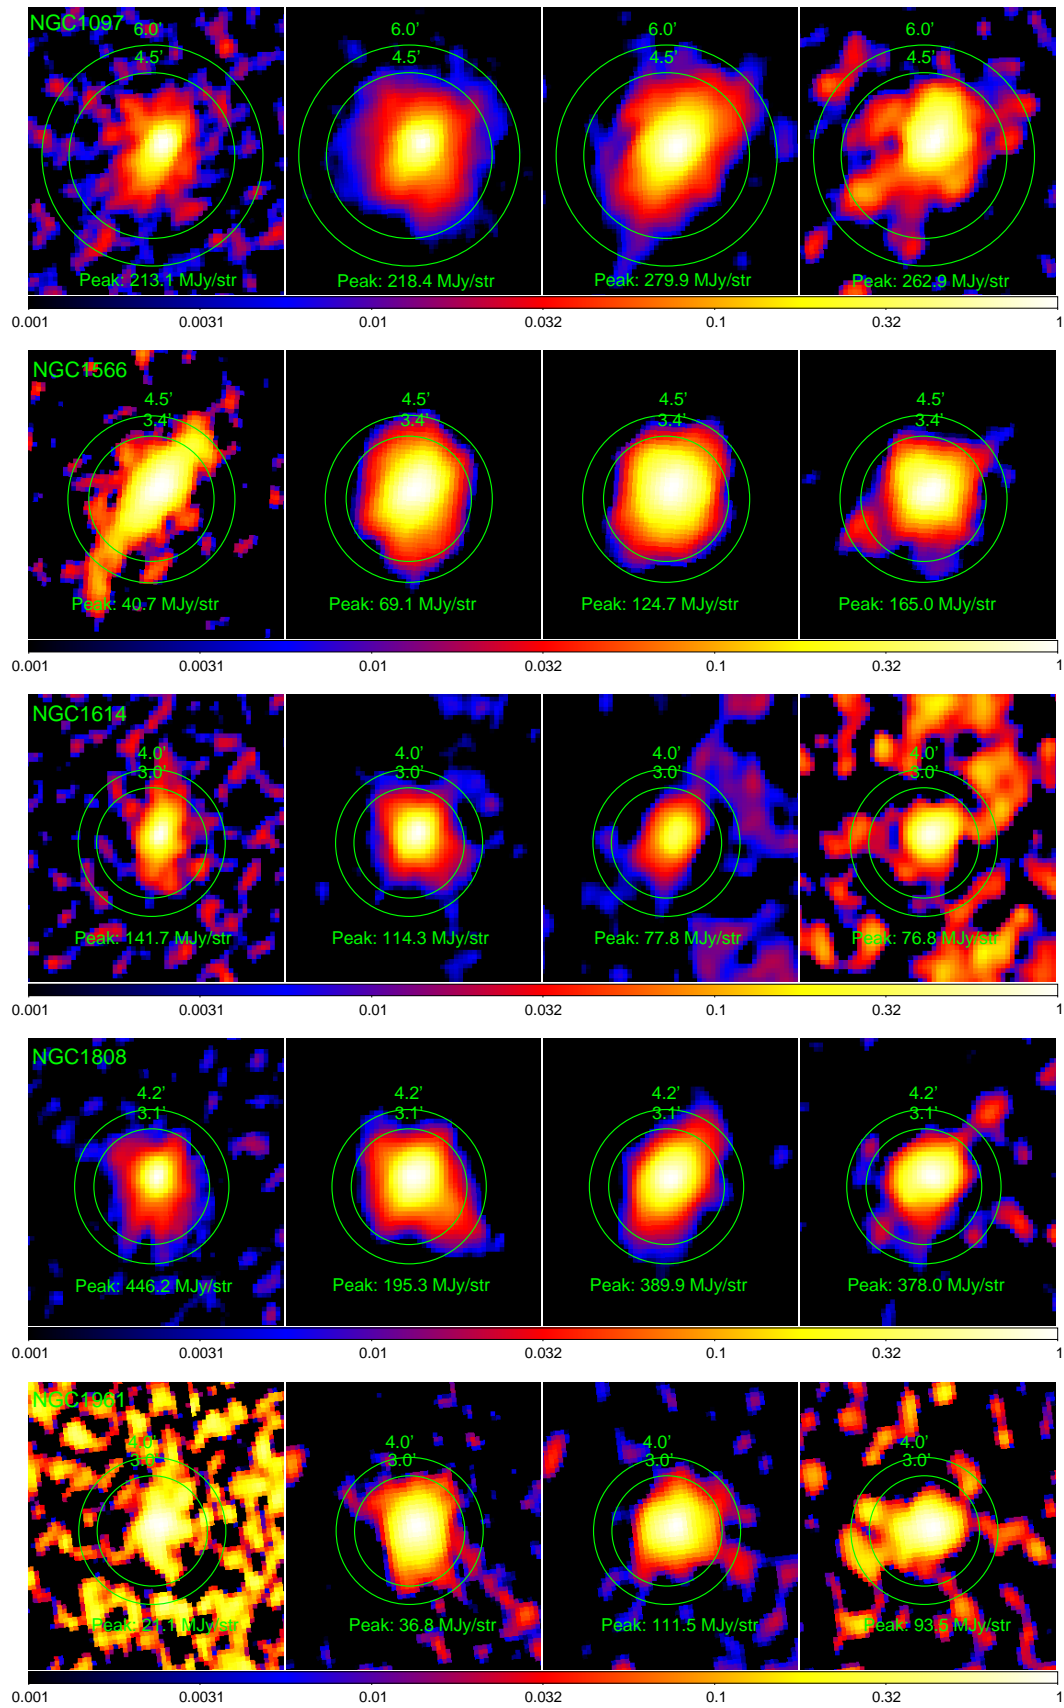 NGC1097
6.0' 6.0' 6.0' 6.0'
4.5' 4.5' 4.5' 4.5'
Peak: 213.1 MJy/str Peak: 218.4 MJy/str Peak: 279.9 MJy/str Peak: 262.9 MJy/str
0.001 0.0031 0.01 0.032 0.1 0.32 1
NGC1566
4.5' 4.5' 4.5' 4.5'
3.4' 3.4' 3.4' 3.4'
Peak: 40.7 MJy/str Peak: 69.1 MJy/str Peak: 124.7 MJy/str Peak: 165.0 MJy/str
0.001 0.0031 0.01 0.032 0.1 0.32 1
NGC1614
4.0' 4.0' 4.0' 4.0'
3.0' 3.0' 3.0' 3.0'
Peak: 141.7 MJy/str Peak: 114.3 MJy/str Peak: 77.8 MJy/str Peak: 76.8 MJy/str
0.001 0.0031 0.01 0.032 0.1 0.32 1
NGC1808
4.2' 4.2' 4.2' 4.2'
3.1' 3.1' 3.1' 3.1'
Peak: 446.2 MJy/str Peak: 195.3 MJy/str Peak: 389.9 MJy/str Peak: 378.0 MJy/str
0.001 0.0031 0.01 0.032 0.1 0.32 1
NGC1961
4.0' 4.0' 4.0' 4.0'
3.0' 3.0' 3.0' 3.0'
Peak: 21.1 MJy/str Peak: 36.8 MJy/str Peak: 111.5 MJy/str Peak: 93.5 MJy/str
0.001 0.0031 0.01 0.032 0.1 0.32 1